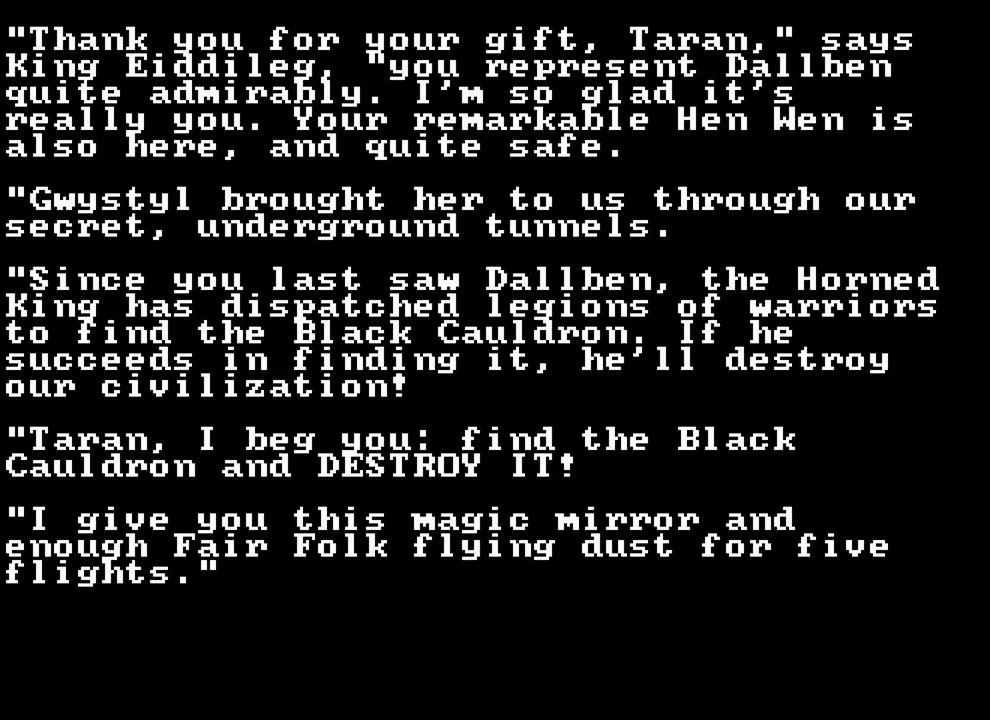 "Thank you for your gift, Taran," says
King Eiddileg, "you represent Dallben
quite admirably. I'm so glad it's
really you. Your remarkable Hen Wen is
also here, and quite safe.
"Gwystyl brought her to us through our
secret, underground tunnels.
"Since you last saw Dallben, the Horned
King has dispatched legions of warriors
to find the Black Cauldron. If he
succeeds in finding it, he'll destroy
our civilization!
"Taran, I beg you: find the Black
Cauldron and DESTROY IT!
"I give you this magic mirror and
enough Fair Folk flying dust for five
flights."